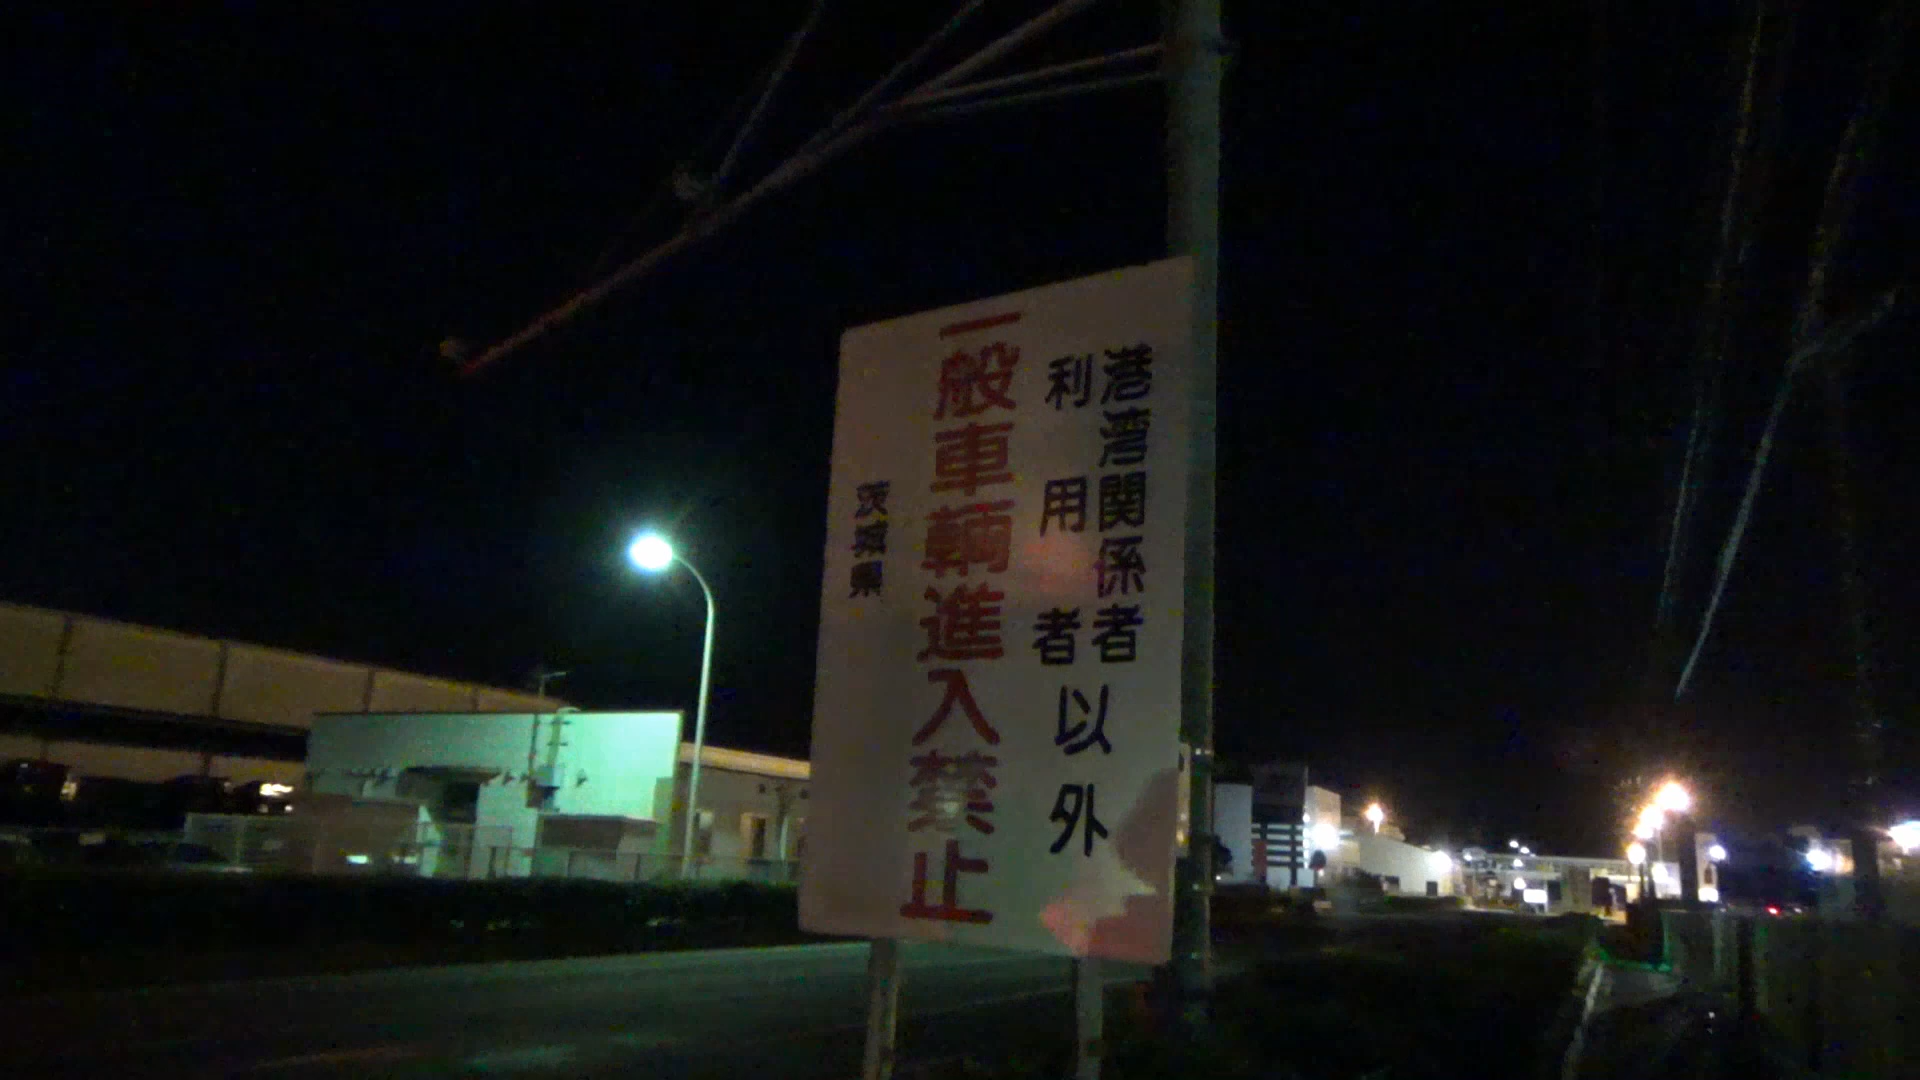 港湾関係者
利用者
以外
一般車輌進入禁止
茨城県